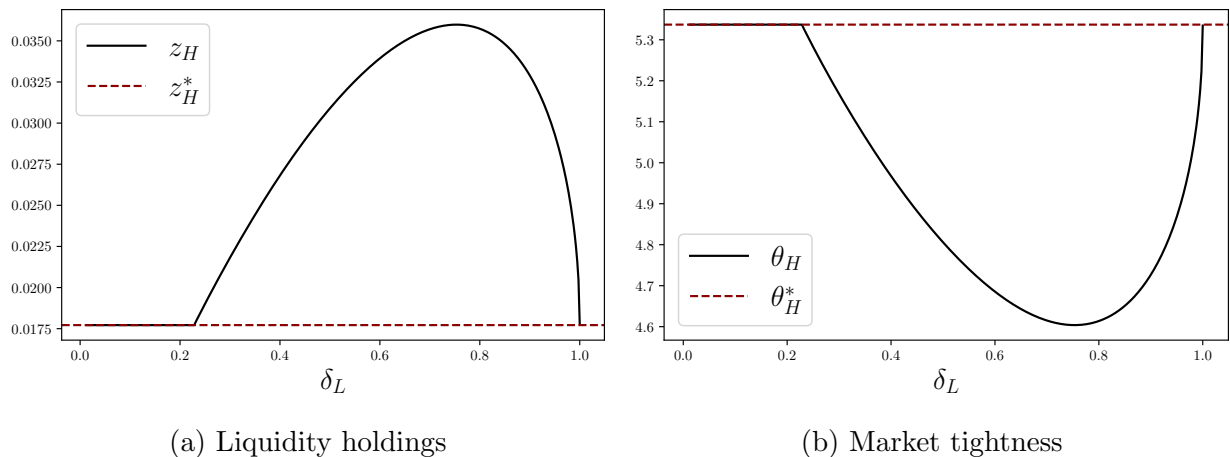 0.0350
0.0325
0.0300
0.0275
0.0250
0.0225
0.0200
0.0175
z_H
z_H^*
0.0 0.2 0.4 0.6 0.8 1.0
δ_L
(a) Liquidity holdings
5.3
5.2
5.1
5.0
4.9
4.8
4.7
4.6
θ_H
θ_H^*
0.0 0.2 0.4 0.6 0.8 1.0
δ_L
(b) Market tightness